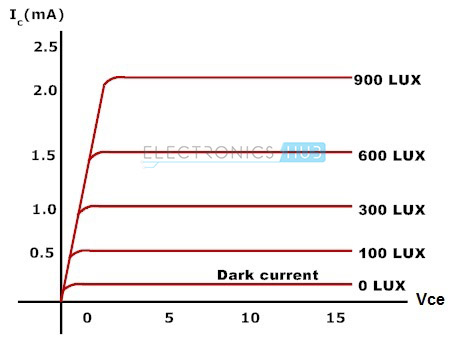 Ic(mA)
2.5
2.0
900 LUX
1.5
ELECTRONICS HUB
600 LUX
1.0
300 LUX
0.5
100 LUX
Dark current
0 LUX
Vce
0 5 10 15